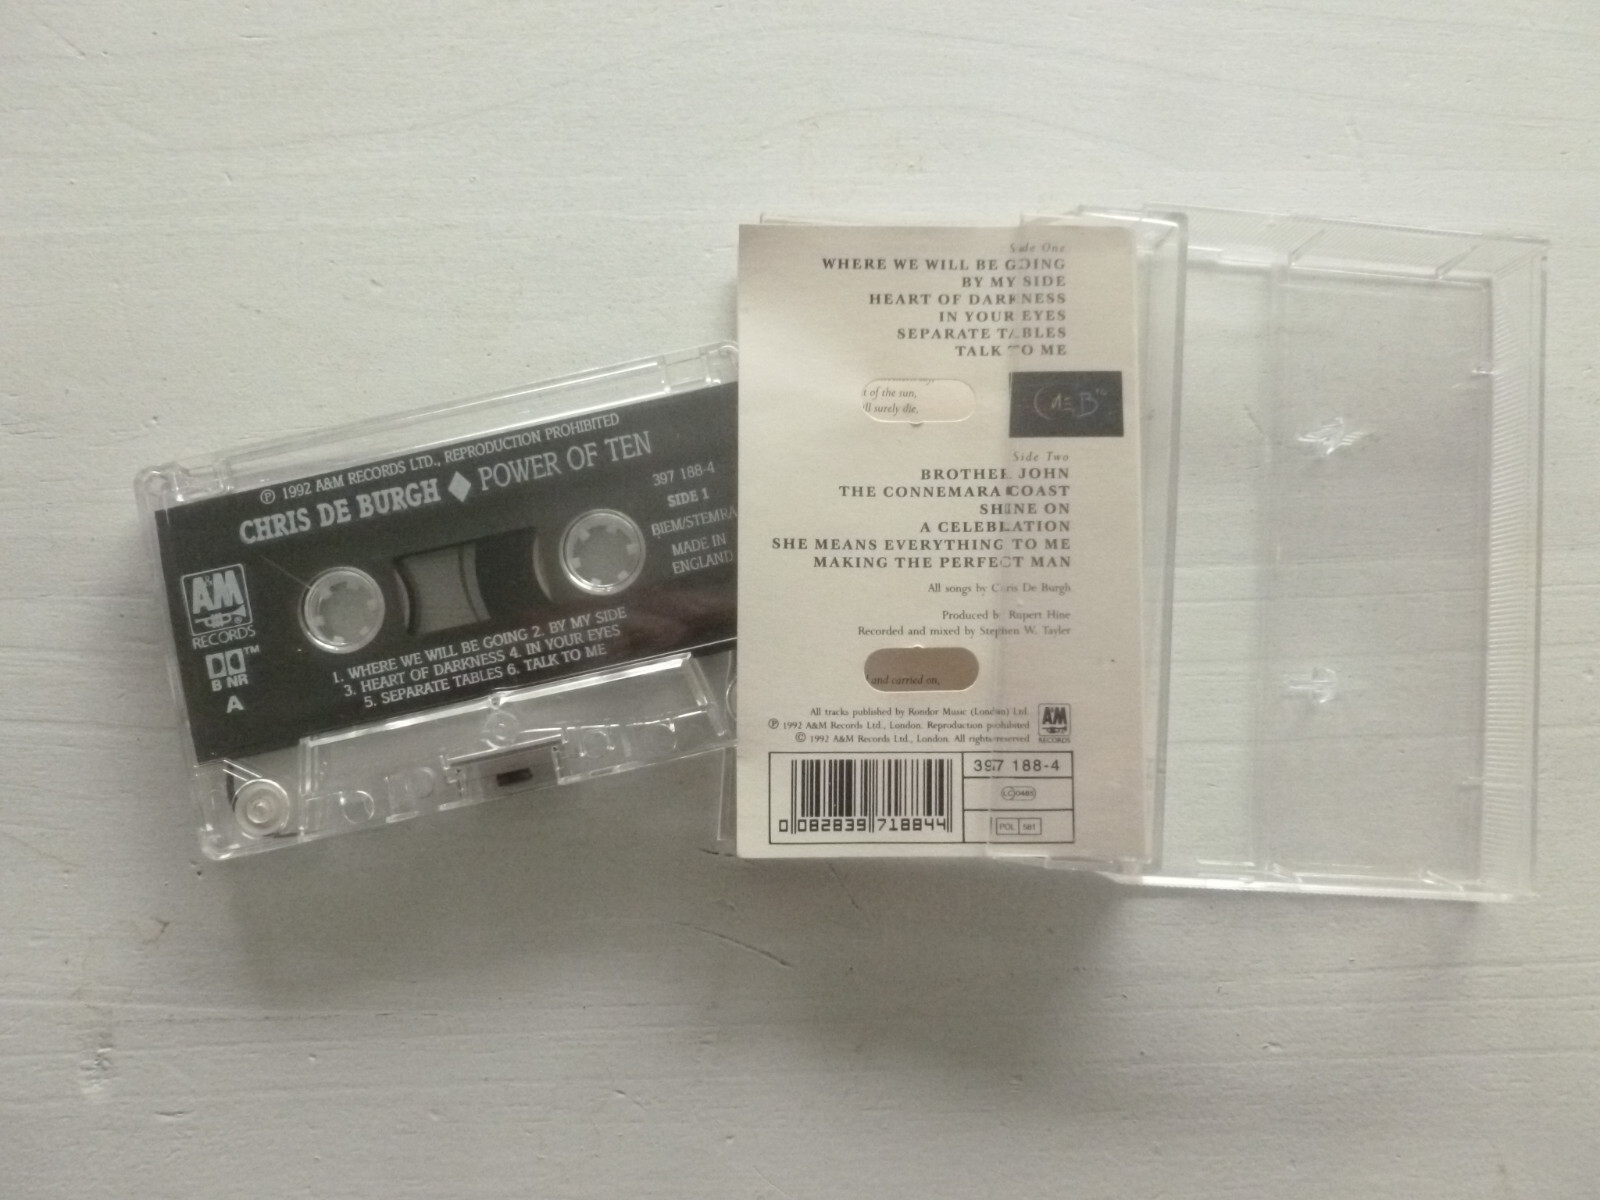 ℗ 1992 A&M RECORDS LTD., REPRODUCTION PROHIBITED
CHRIS DE BURGH ◆ POWER OF TEN
397 188-4
SIDE 1
BIEM/STEMRA
MADE IN
ENGLAND
A&M
RECORDS
™
B NR
A
1. WHERE WE WILL BE GOING 2. BY MY SIDE
3. HEART OF DARKNESS 4. IN YOUR EYES
5. SEPARATE TABLES 6. TALK TO ME
Side One
WHERE WE WILL BE GOING
BY MY SIDE
HEART OF DARKNESS
IN YOUR EYES
SEPARATE TABLES
TALK TO ME
of the sun,
surely die.
Side Two
BROTHER JOHN
THE CONNEMARA COAST
SHINE ON
A CELEBRATION
SHE MEANS EVERYTHING TO ME
MAKING THE PERFECT MAN
All songs by Chris De Burgh
Produced by Rupert Hine
Recorded and mixed by Stephen W. Tayler
and carried on,
All tracks published by Rondor Music (London) Ltd.
℗ 1992 A&M Records Ltd., London. Reproduction prohibited
© 1992 A&M Records Ltd., London. All rights reserved
A&M
RECORDS
397 188-4
LC 0485
POL 561
0 082839 718844